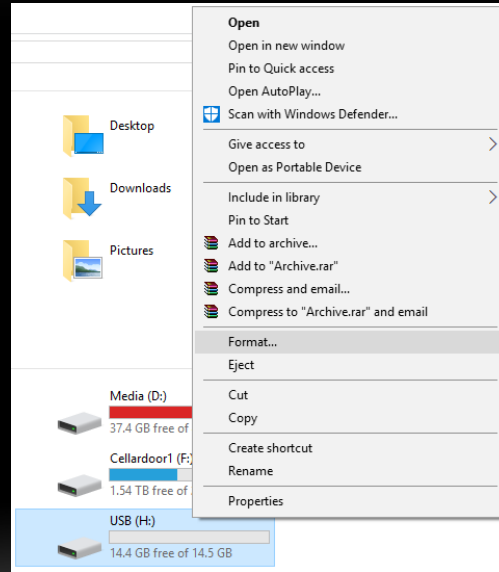 Open
Open in new window
Pin to Quick access
Open AutoPlay...
Scan with Windows Defender...
Give access to
Open as Portable Device
Include in library
Pin to Start
Add to archive...
Add to "Archive.rar"
Compress and email...
Compress to "Archive.rar" and email
Format...
Eject
Cut
Copy
Create shortcut
Rename
Properties
Desktop
Downloads
Pictures
Media (D:)
37.4 GB free of
Cellardoor1 (F:)
1.54 TB free of
USB (H:)
14.4 GB free of 14.5 GB